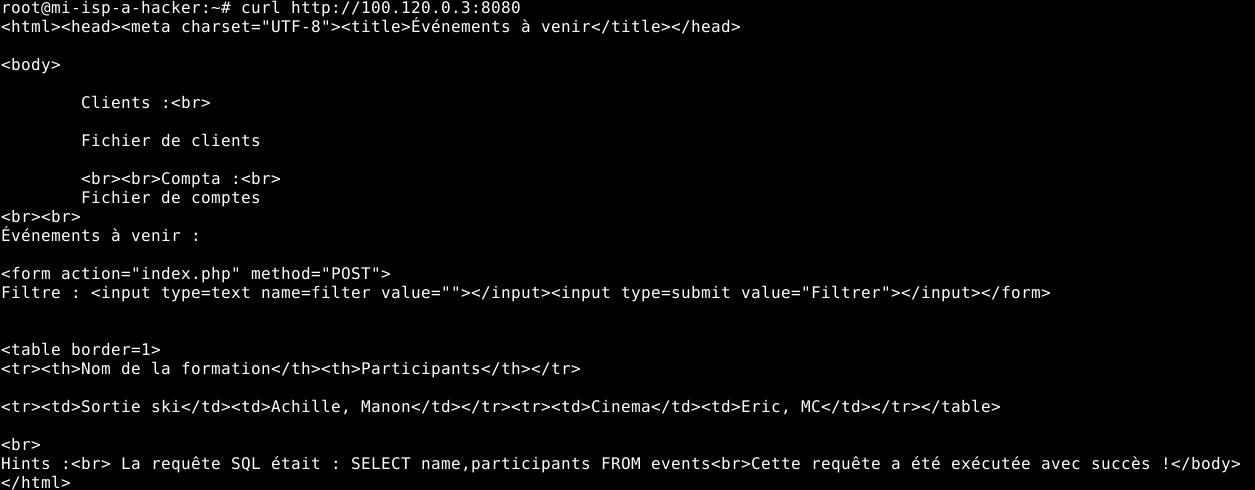 root@mi-isp-a-hacker:~# curl http://100.120.0.3:8080
<html><head><meta charset="UTF-8"><title>Événements à venir</title></head>
<body>
Clients :<br>
Fichier de clients
<br><br>Compta :<br>
Fichier de comptes
<br><br>
Événements à venir :
<form action="index.php" method="POST">
Filtre : <input type=text name=filter value=""></input><input type=submit value="Filtrer"></input></form>
<table border=1>
<tr><th>Nom de la formation</th><th>Participants</th></tr>
<tr><td>Sortie ski</td><td>Achille, Manon</td></tr><tr><td>Cinema</td><td>Eric, MC</td></tr></table>
<br>
Hints :<br> La requête SQL était : SELECT name,participants FROM events<br>Cette requête a été exécutée avec succès !</body>
</html>